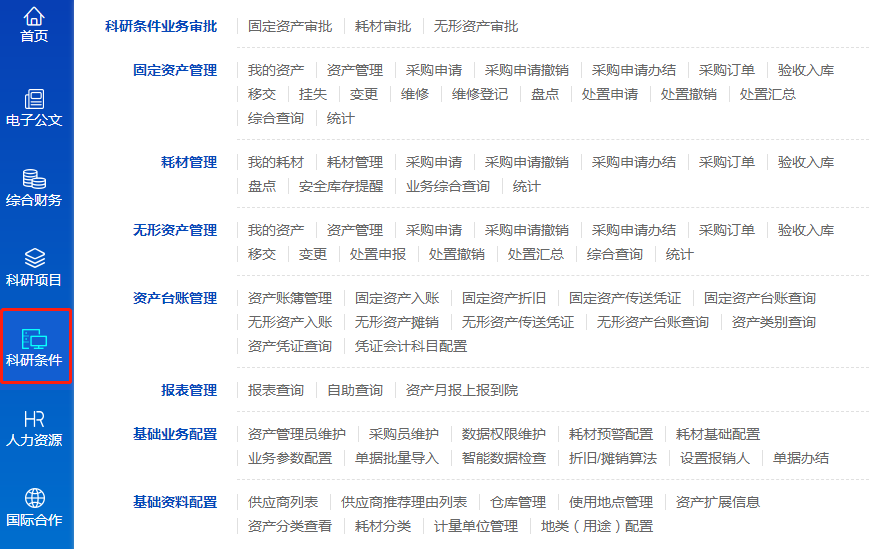 首页
电子公文
综合财务
科研项目
科研条件
人力资源
国际合作
科研条件业务审批 固定资产审批 耗材审批 无形资产审批
固定资产管理 我的资产 资产管理 采购申请 采购申请撤销 采购申请办结 采购订单 验收入库
移交 挂失 变更 维修 维修登记 盘点 处置申请 处置撤销 处置汇总
综合查询 统计
耗材管理 我的耗材 耗材管理 采购申请 采购申请撤销 采购申请办结 采购订单 验收入库
盘点 安全库存提醒 业务综合查询 统计
无形资产管理 我的资产 资产管理 采购申请 采购申请撤销 采购申请办结 采购订单 验收入库
移交 变更 处置申报 处置撤销 处置汇总 综合查询 统计
资产台账管理 资产账簿管理 固定资产入账 固定资产折旧 固定资产传送凭证 固定资产台账查询
无形资产入账 无形资产摊销 无形资产传送凭证 无形资产台账查询 资产类别查询
资产凭证查询 凭证会计科目配置
报表管理 报表查询 自助查询 资产月报上报到院
基础业务配置 资产管理员维护 采购员维护 数据权限维护 耗材预警配置 耗材基础配置
业务参数配置 单据批量导入 智能数据检查 折旧/摊销算法 设置报销人 单据办结
基础资料配置 供应商列表 供应商推荐理由列表 仓库管理 使用地点管理 资产扩展信息
资产分类查看 耗材分类 计量单位管理 地类（用途）配置